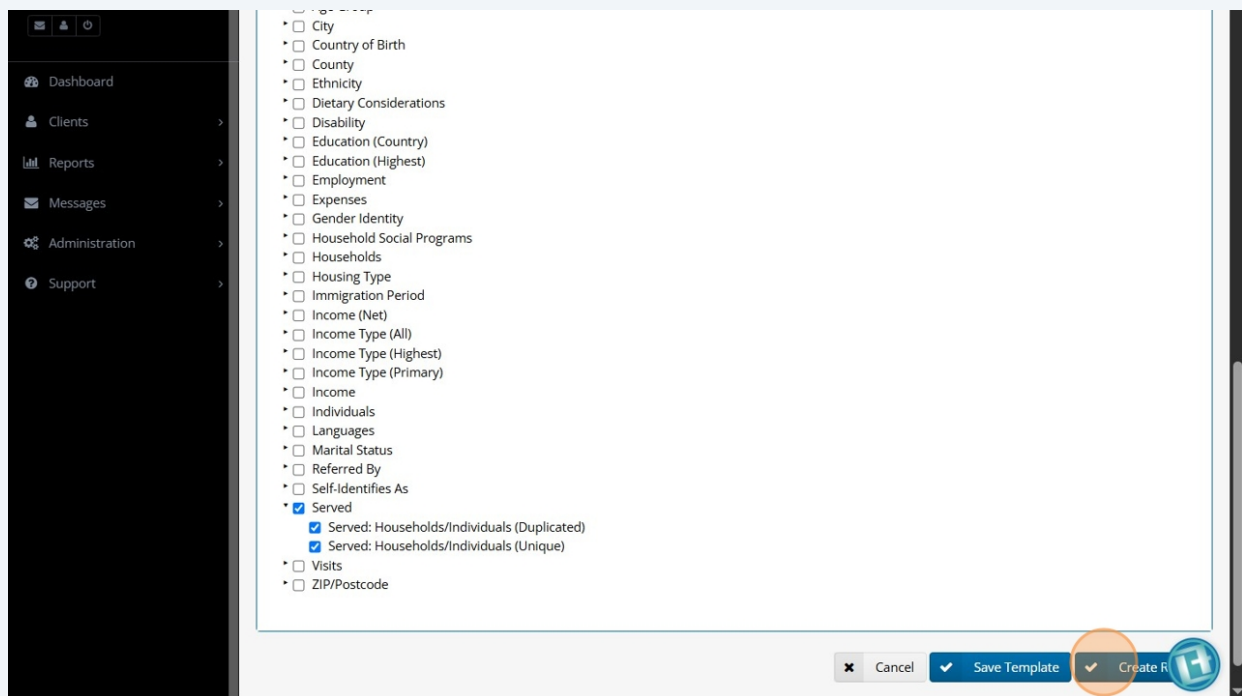 Dashboard
Clients
Reports
Messages
Administration
Support
City
Country of Birth
County
Ethnicity
Dietary Considerations
Disability
Education (Country)
Education (Highest)
Employment
Expenses
Gender Identity
Household Social Programs
Households
Housing Type
Immigration Period
Income (Net)
Income Type (All)
Income Type (Highest)
Income Type (Primary)
Income
Individuals
Languages
Marital Status
Referred By
Self-Identifies As
Served
Served: Households/Individuals (Duplicated)
Served: Households/Individuals (Unique)
Visits
ZIP/Postcode
Cancel
Save Template
Create R